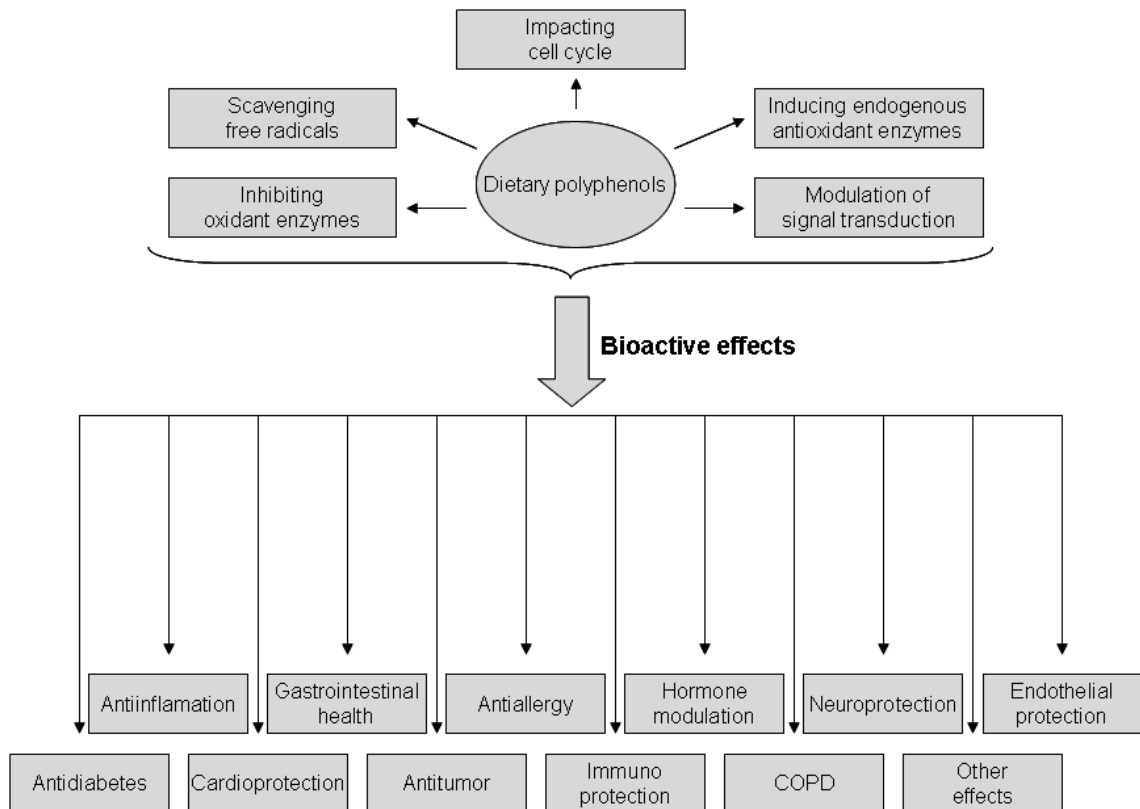 Impacting
cell cycle
Scavenging
free radicals
Inducing endogenous
antioxidant enzymes
Dietary polyphenols
Inhibiting
oxidant enzymes
Modulation of
signal transduction
Bioactive effects
Antiinflamation
Gastrointestinal
health
Antiallergy
Hormone
modulation
Neuroprotection
Endothelial
protection
Antidiabetes
Cardioprotection
Antitumor
Immuno
protection
COPD
Other
effects